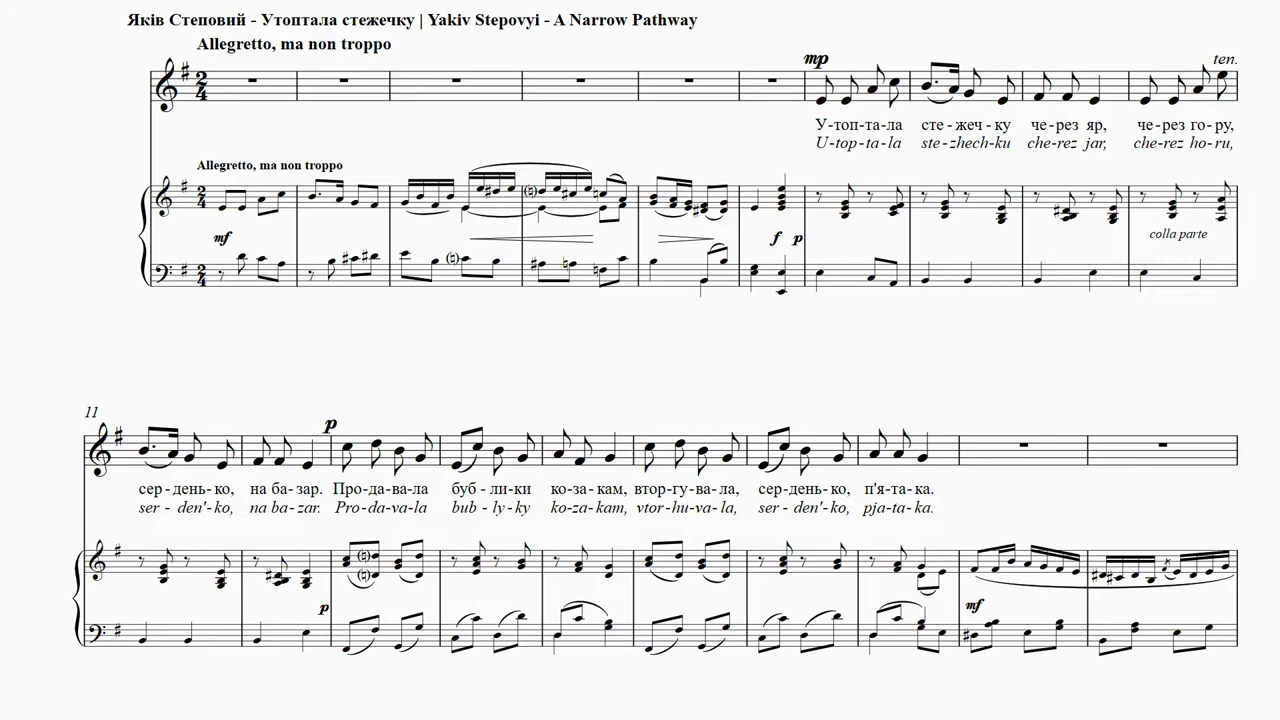 Яків Степовий - Утоптала стежечку | Yakiv Stepovyi - A Narrow Pathway
Allegretto, ma non troppo
mp
ten.
У-топ-та-ла сте-жеч-ку че-рез яр, че-рез го-ру,
U-top-ta-la ste-zhech-ku che-rez jar, che-rez ho-ru,
Allegretto, ma non troppo
mf f p colla parte
11
p
сер-день-ко, на ба-зар. Про-да-ва-ла буб-ли-ки ко-за-кам, втор-гу-ва-ла, сер-день-ко, п'я-та-ка.
ser-den'-ko, na ba-zar. Pro-da-va-la bub-ly-ky ko-za-kam, vtor-hu-va-la, ser-den'-ko, pja-ta-ka.
p mf